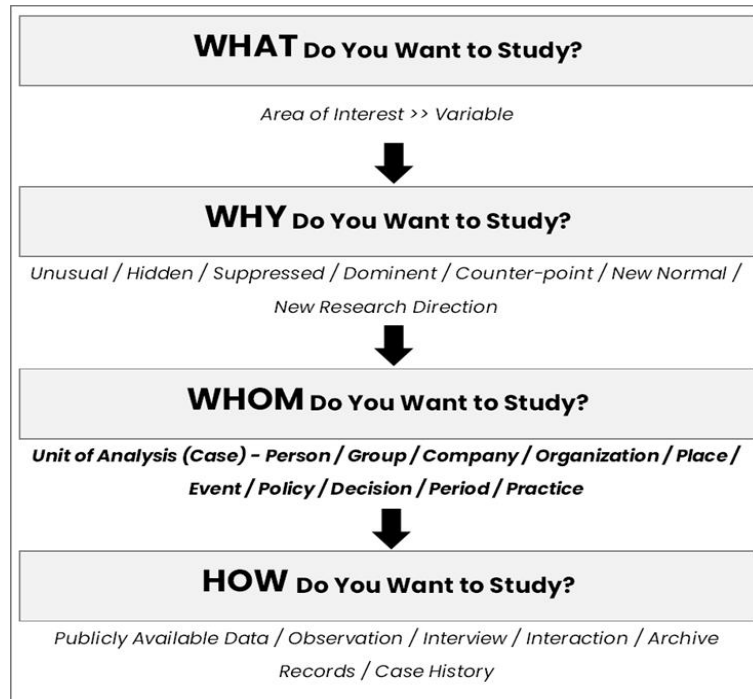 WHAT Do You Want to Study?
Area of Interest >> Variable
WHY Do You Want to Study?
Unusual / Hidden / Suppressed / Dominent / Counter-point / New Normal /
New Research Direction
WHOM Do You Want to Study?
Unit of Analysis (Case) - Person / Group / Company / Organization / Place /
Event / Policy / Decision / Period / Practice
HOW Do You Want to Study?
Publicly Available Data / Observation / Interview / Interaction / Archive
Records / Case History